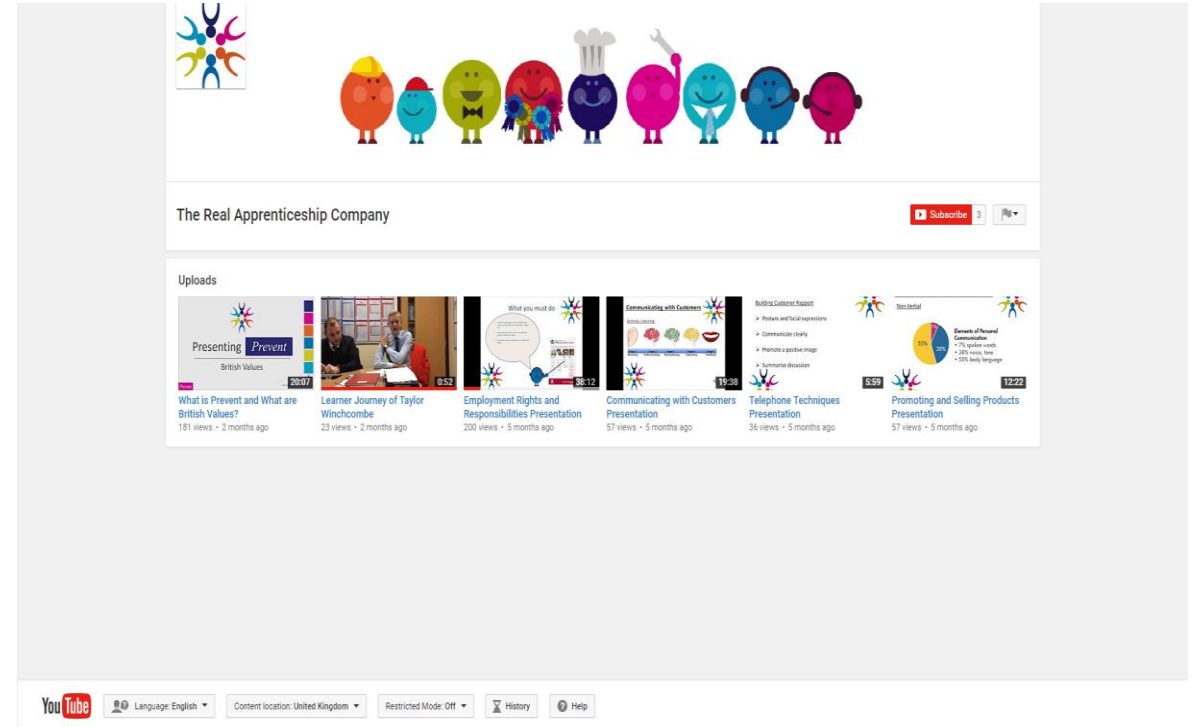 The Real Apprenticeship Company
Subscribe 3
Uploads
Presenting Prevent
British Values
Prevent
20:07
What is Prevent and What are
British Values?
181 views • 2 months ago
0:52
Learner Journey of Taylor
Winchcombe
23 views • 2 months ago
What you must do
38:12
Employment Rights and
Responsibilities Presentation
200 views • 5 months ago
Communicating with Customers
19:38
Communicating with Customers
Presentation
57 views • 5 months ago
Building Customer Rapport
➢ Posture and facial expressions
➢ Communicate clearly
➢ Promote a positive image
➢ Summarise discussion
5:59
Telephone Techniques
Presentation
36 views • 5 months ago
Non-Verbal
55%
38%
Elements of Personal
Communication
• 7% spoken words
• 38% voice, tone
• 55% body language
12:22
Promoting and Selling Products
Presentation
57 views • 5 months ago
YouTube
Language: English
Content location: United Kingdom
Restricted Mode: Off
History
Help